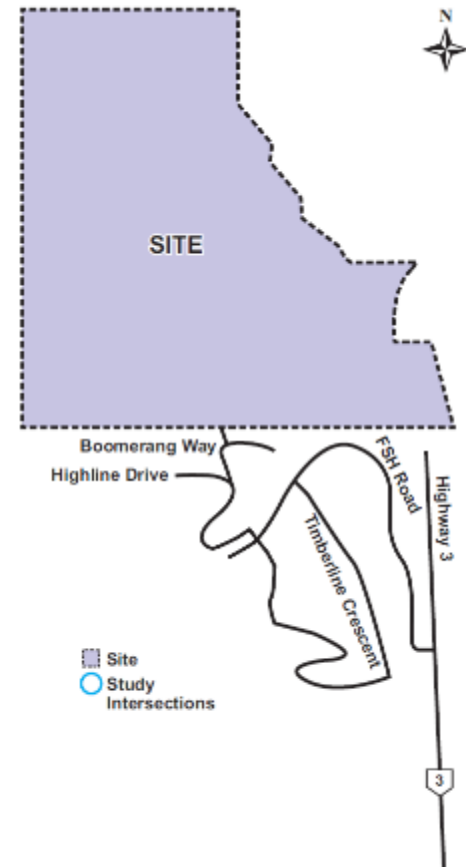 N
SITE
Boomerang Way
Highline Drive
FSH Road
Highway 3
Timberline Crescent
Site
Study
Intersections
3